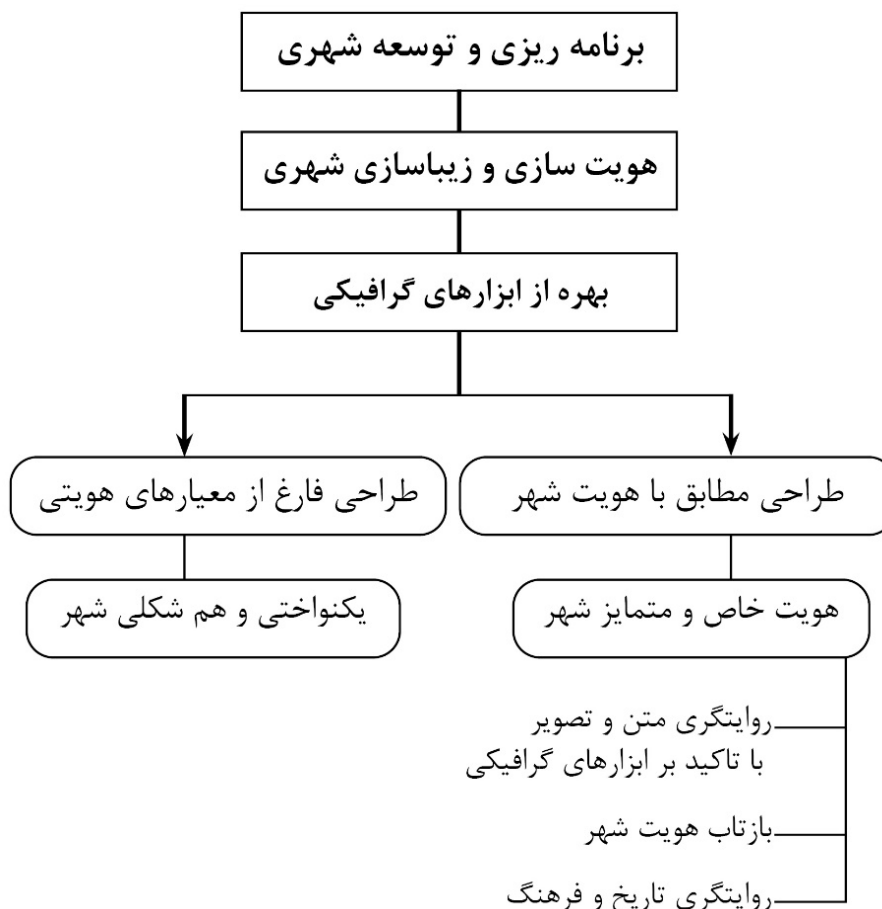 برنامه ریزی و توسعه شهری
هویت سازی و زیباسازی شهری
بهره از ابزارهای گرافیکی
طراحی مطابق با هویت شهر
طراحی فارغ از معیارهای هویتی
هویت خاص و متمایز شهر
یکنواختی و هم شکلی شهر
روایتگری متن و تصویر
با تاکید بر ابزارهای گرافیکی
بازتاب هویت شهر
روایتگری تاریخ و فرهنگ